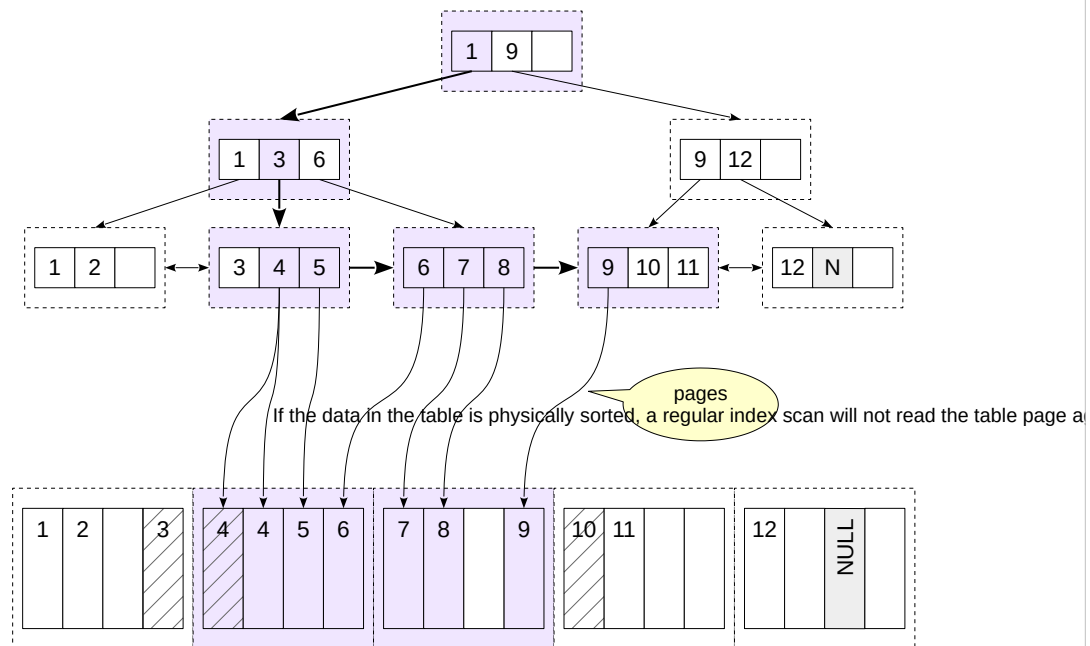 1 9
1 3 6
9 12
1 2
3 4 5
6 7 8
9 10 11
12 N
pages
If the data in the table is physically sorted, a regular index scan will not read the table page a
1 2 3
4 4 5 6
7 8 9
10 11
12 NULL